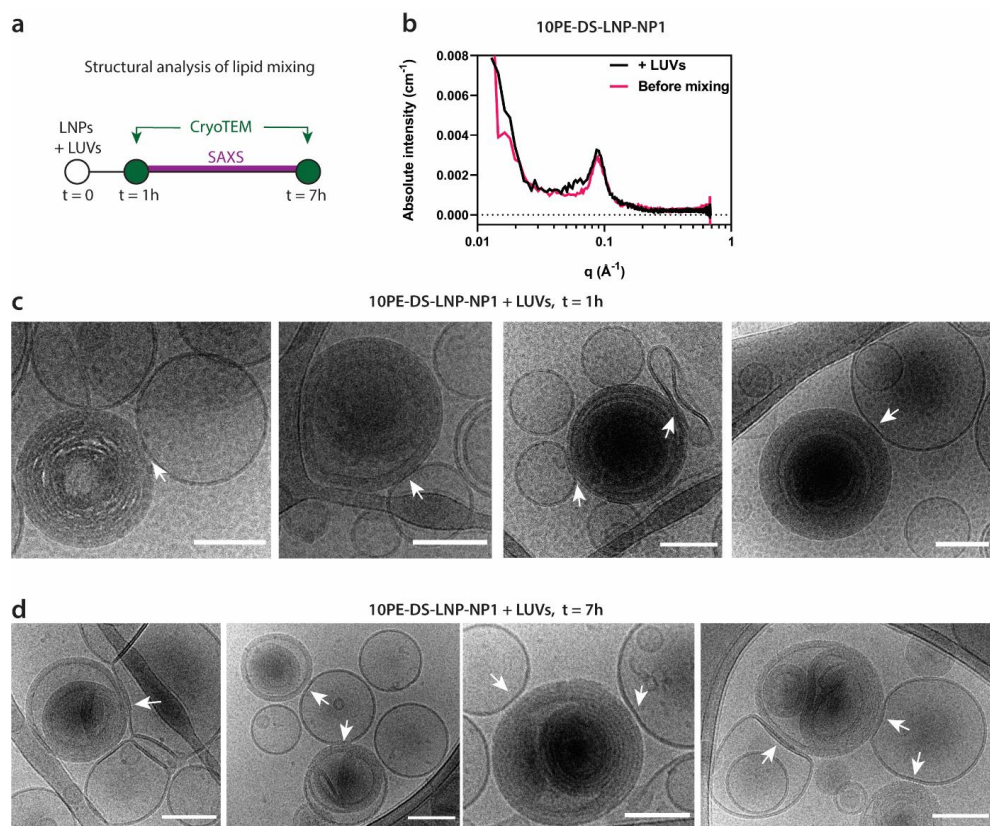 a
Structural analysis of lipid mixing
LNPs
+ LUVs
CryoTEM
SAXS
t = 0
t = 1h
t = 7h
b
10PE-DS-LNP-NP1
Absolute intensity (cm⁻¹)
0.008
0.006
0.004
0.002
0.000
+ LUVs
Before mixing
0.01
0.1
1
q (Å⁻¹)
c
10PE-DS-LNP-NP1 + LUVs, t = 1h
d
10PE-DS-LNP-NP1 + LUVs, t = 7h